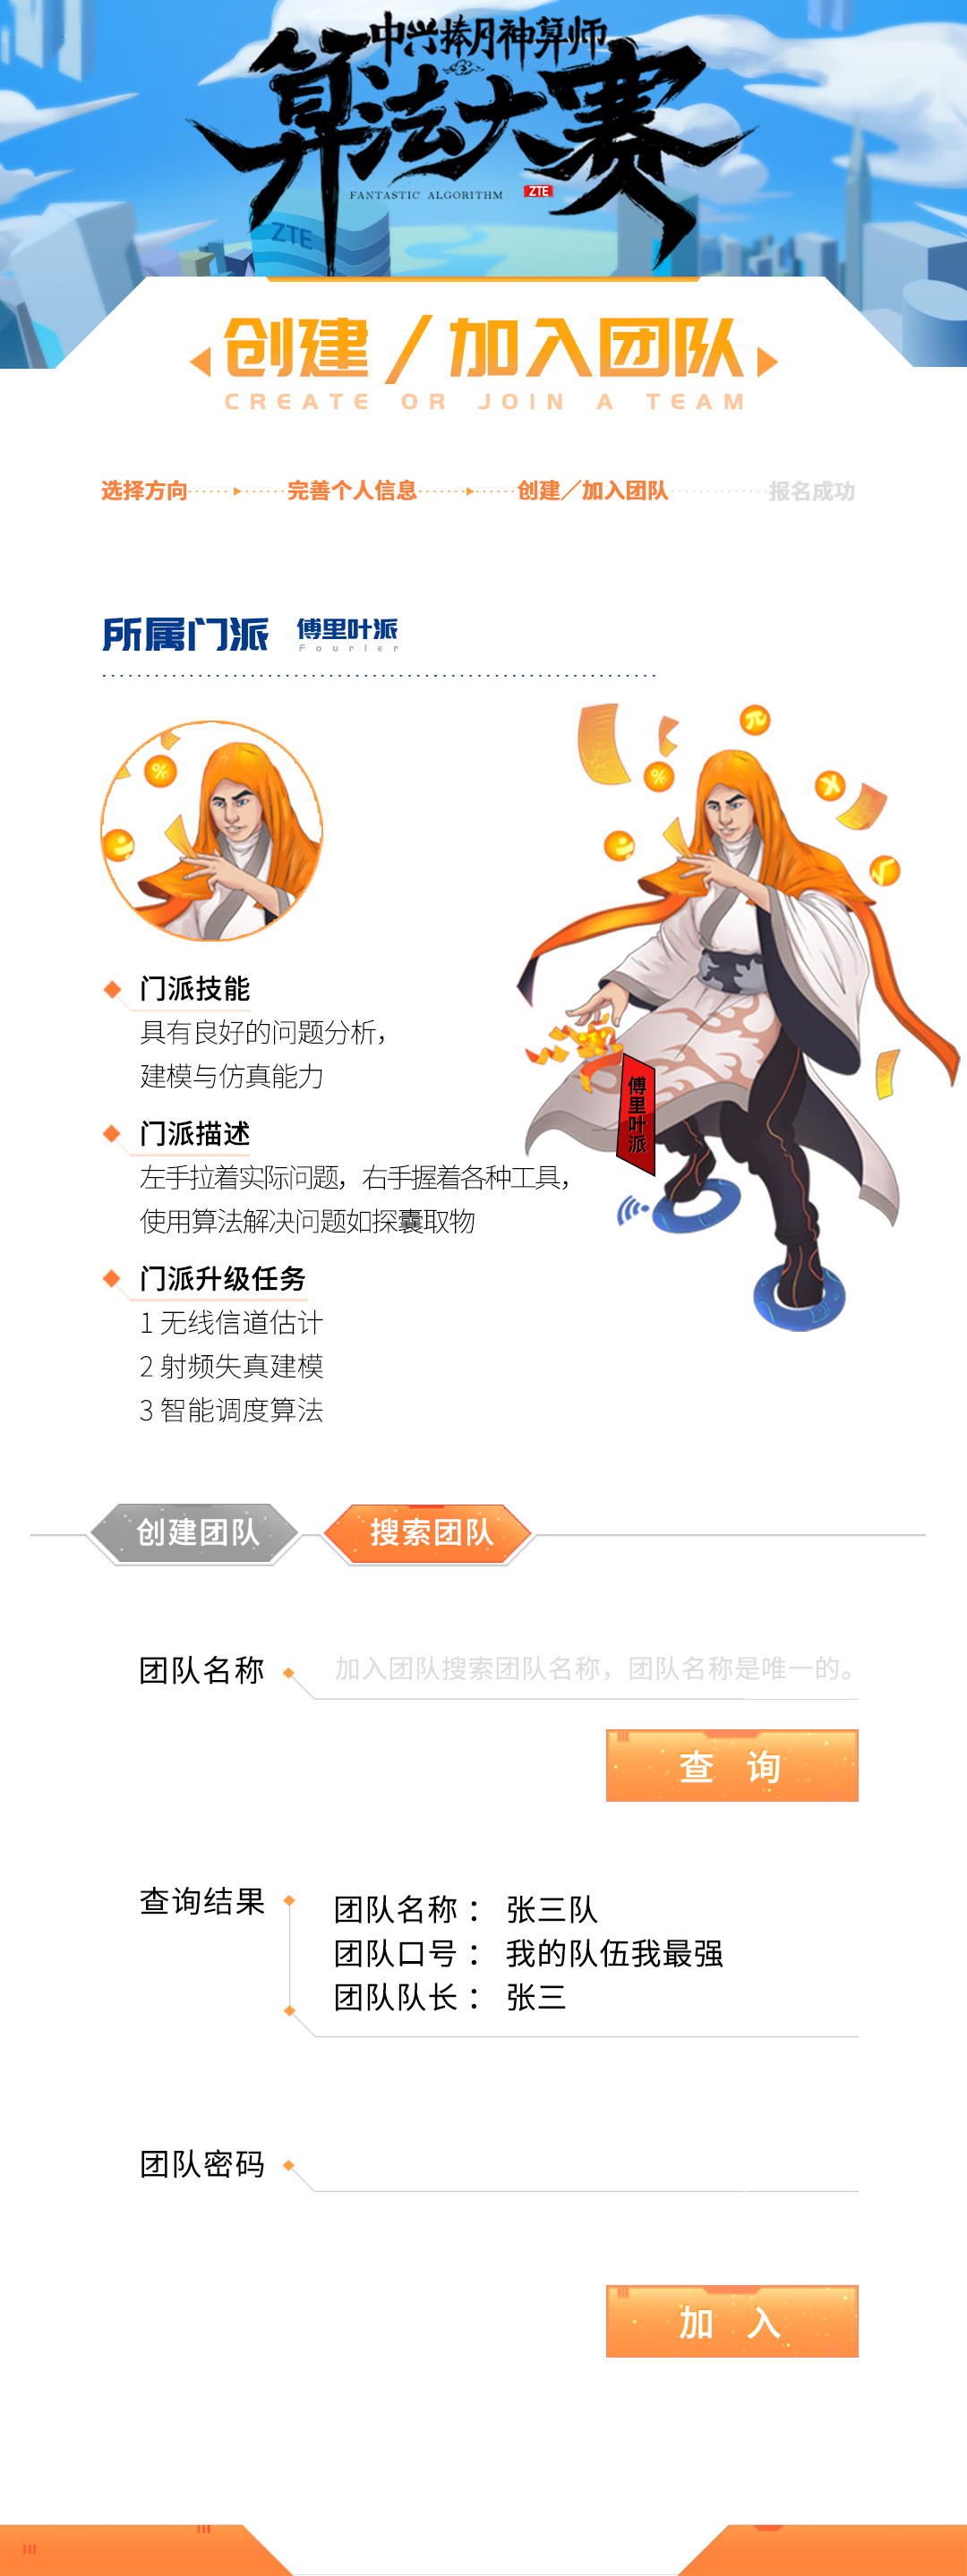 中兴捧月神算师
算法大赛
FANTASTIC ALGORITHM ZTE
ZTE
创建／加入团队
CREATE OR JOIN A TEAM
选择方向 完善个人信息 创建／加入团队 报名成功
所属门派 傅里叶派
Fourier
%
π
%
√
门派技能
具有良好的问题分析，
建模与仿真能力
傅里叶派
门派描述
左手拉着实际问题，右手握着各种工具，
使用算法解决问题如探囊取物
门派升级任务
1 无线信道估计
2 射频失真建模
3 智能调度算法
创建团队 搜索团队
团队名称 加入团队搜索团队名称，团队名称是唯一的。
查 询
查询结果
团队名称： 张三队
团队口号： 我的队伍我最强
团队队长： 张三
团队密码
加 入